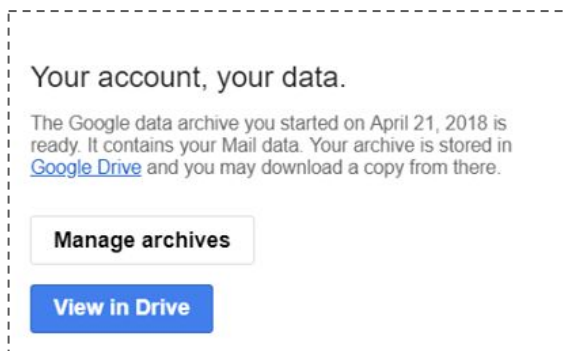 Your account, your data.
The Google data archive you started on April 21, 2018 is
ready. It contains your Mail data. Your archive is stored in
Google Drive and you may download a copy from there.
Manage archives
View in Drive